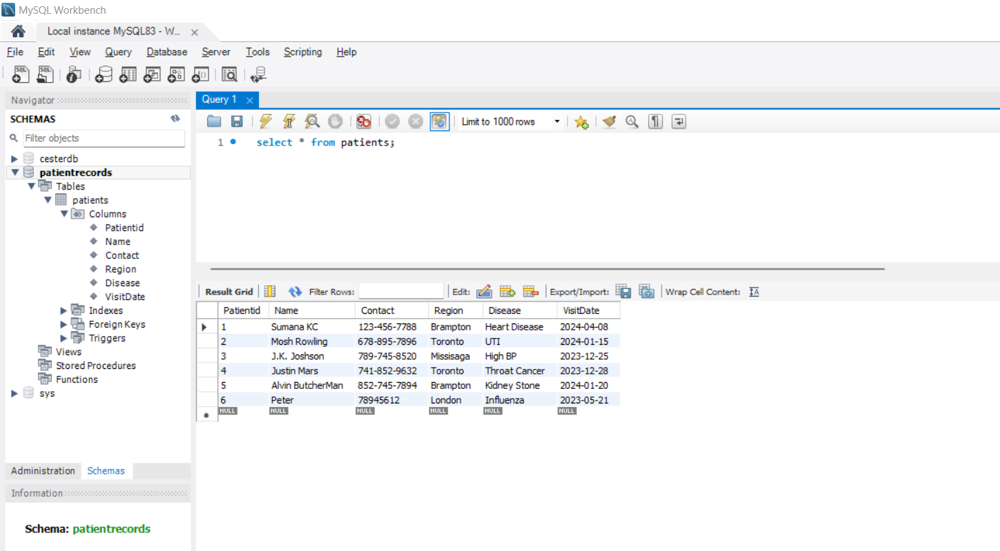 MySQL Workbench
Local instance MySQL83 - W...
File Edit View Query Database Server Tools Scripting Help
Navigator
SCHEMAS
Filter objects
cesterdb
patientrecords
Tables
patients
Columns
Patientid
Name
Contact
Region
Disease
VisitDate
Indexes
Foreign Keys
Triggers
Views
Stored Procedures
Functions
sys
Administration Schemas
Information
Schema: patientrecords
Query 1
Limit to 1000 rows
1 select * from patients;
Result Grid Filter Rows: Edit: Export/Import: Wrap Cell Content:
Patientid Name Contact Region Disease VisitDate
1 Sumana KC 123-456-7788 Brampton Heart Disease 2024-04-08
2 Mosh Rowling 678-895-7896 Toronto UTI 2024-01-15
3 J.K. Joshson 789-745-8520 Missisaga High BP 2023-12-25
4 Justin Mars 741-852-9632 Toronto Throat Cancer 2023-12-28
5 Alvin ButcherMan 852-745-7894 Brampton Kidney Stone 2024-01-20
6 Peter 78945612 London Influenza 2023-05-21
NULL NULL NULL NULL NULL NULL